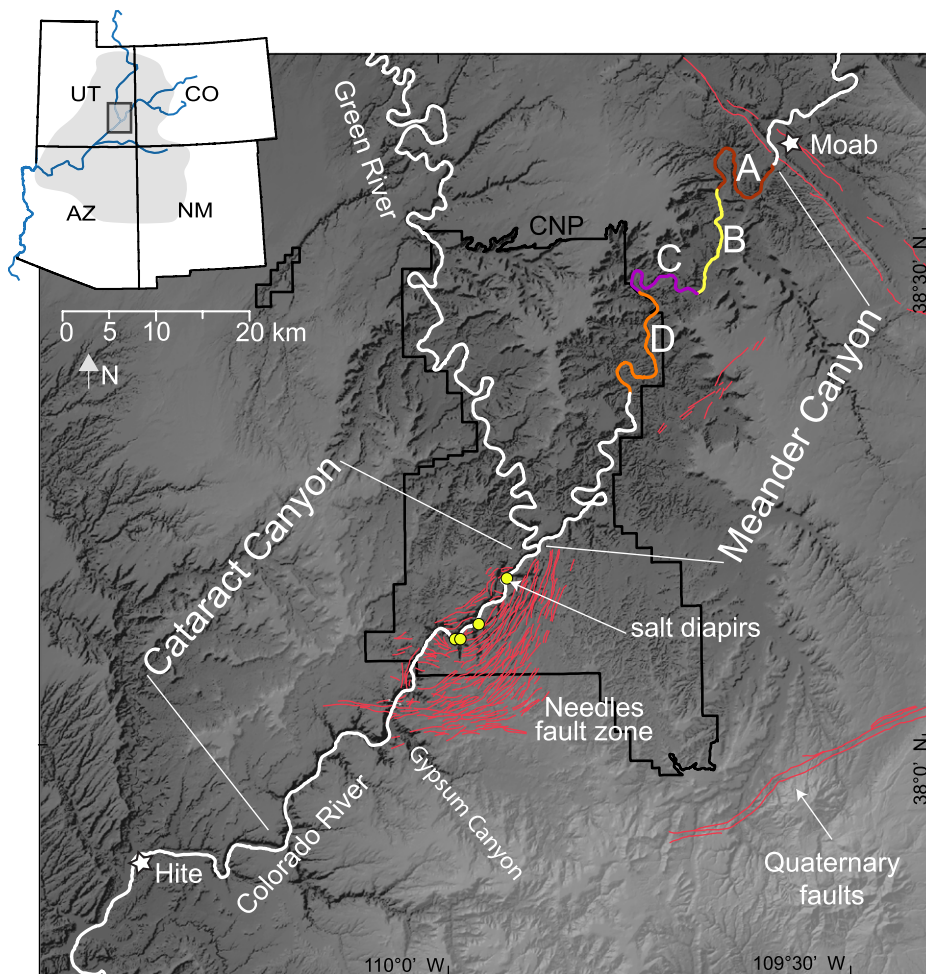 UT
CO
AZ
NM
Green River
Moab
A
CNP
B
C
38°30' N
0 5 10 20 km
D
N
Meander Canyon
Cataract Canyon
salt diapirs
Needles
fault zone
38°0' N
Gypsum Canyon
Colorado River
Hite
Quaternary
faults
110°0' W
109°30' W